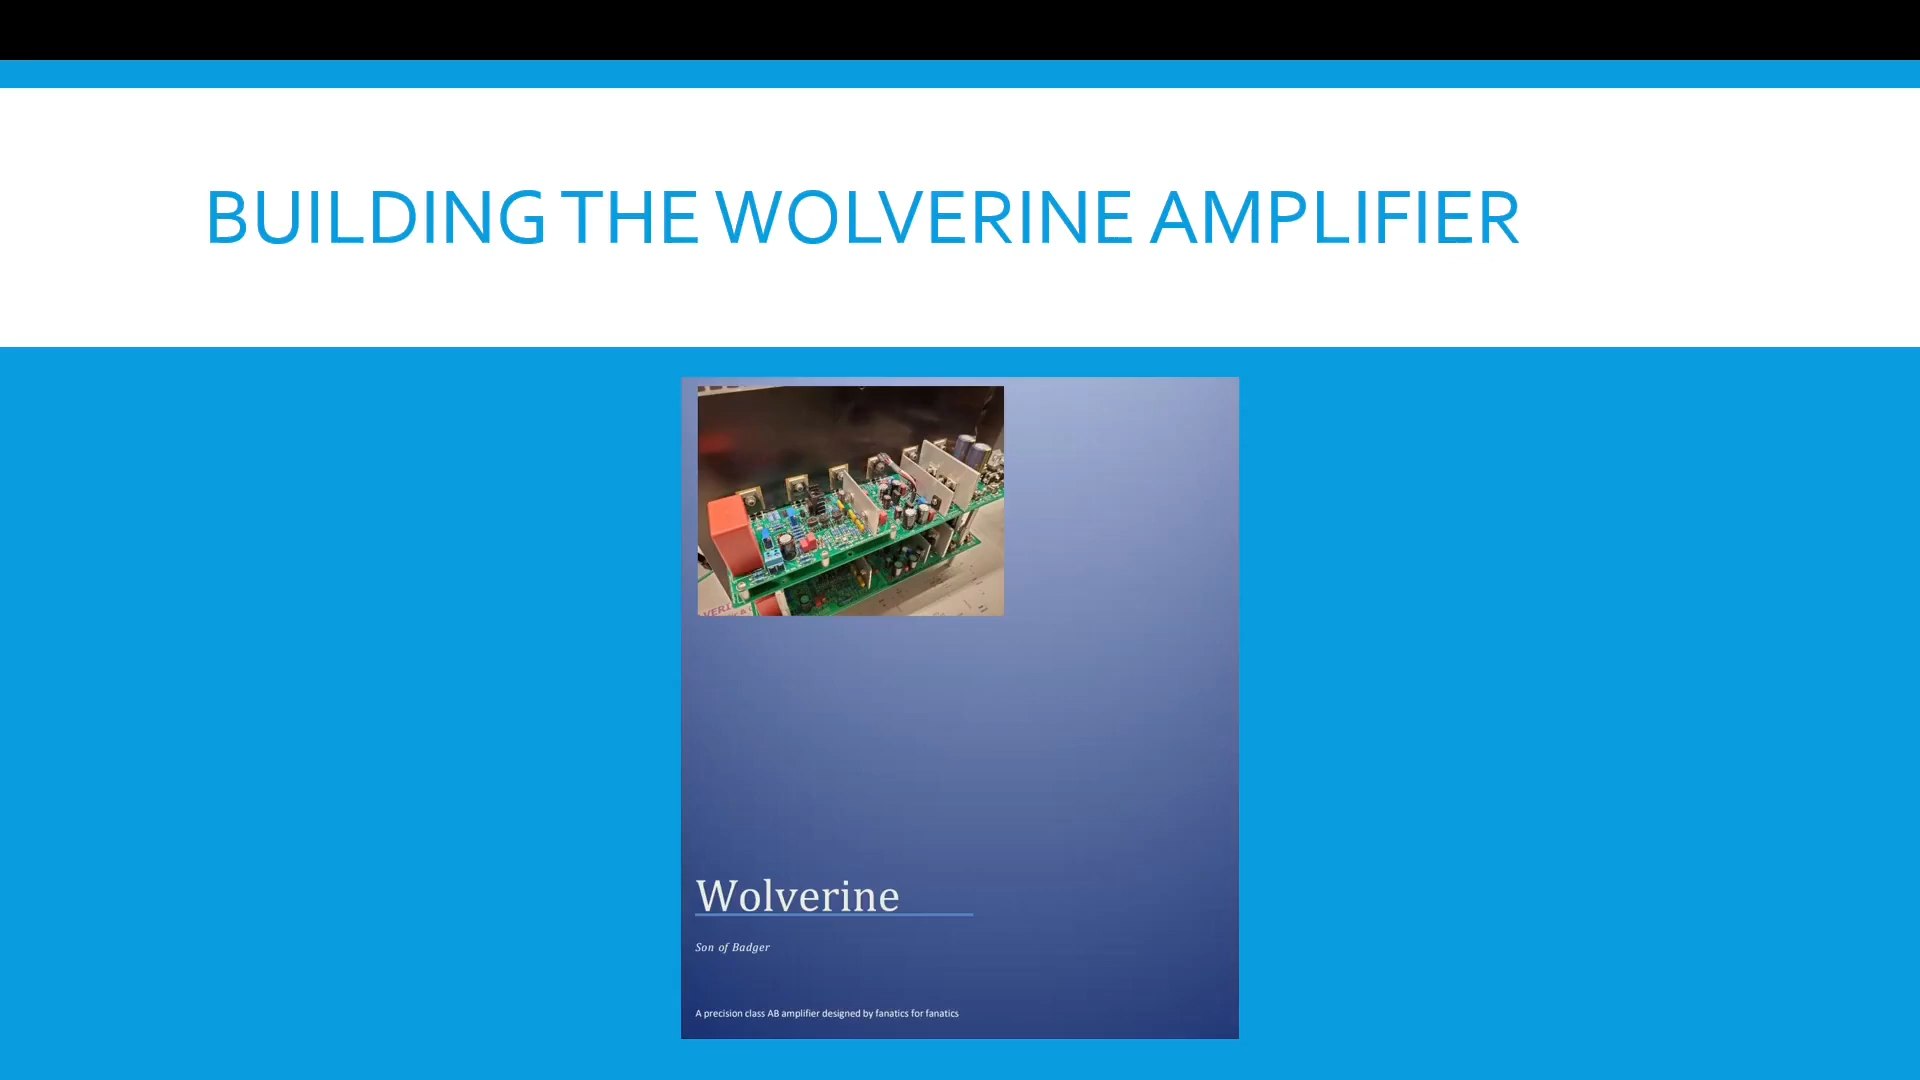 BUILDING THE WOLVERINE AMPLIFIER
Wolverine
Son of Badger
A precision class AB amplifier designed by fanatics for fanatics